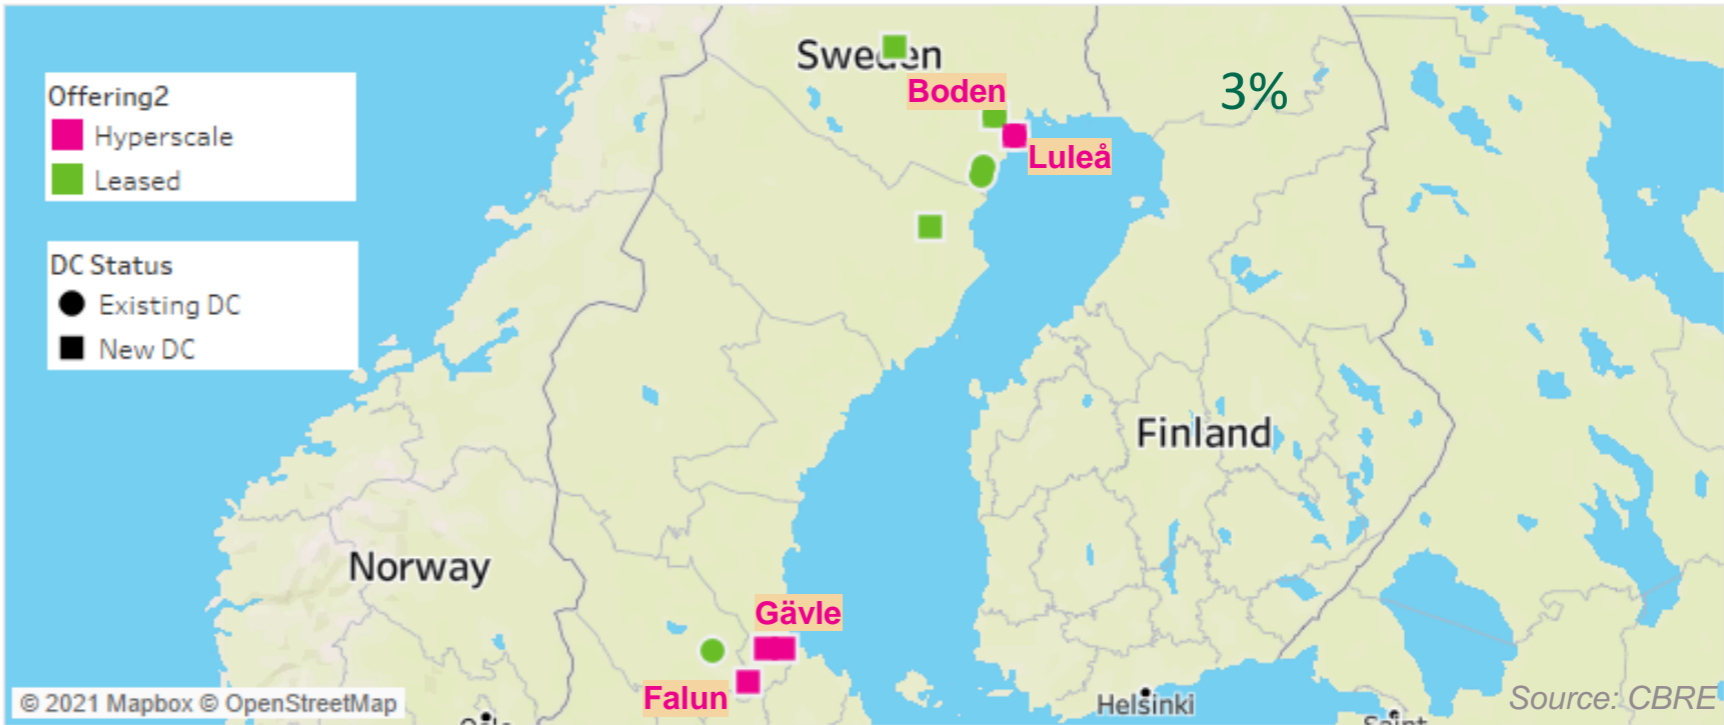 Sweden
Offering2
Hyperscale
Leased
Boden
3%
Luleå
DC Status
Existing DC
New DC
Finland
Norway
Gävle
Falun
Helsinki
Source: CBRE
© 2021 Mapbox © OpenStreetMap